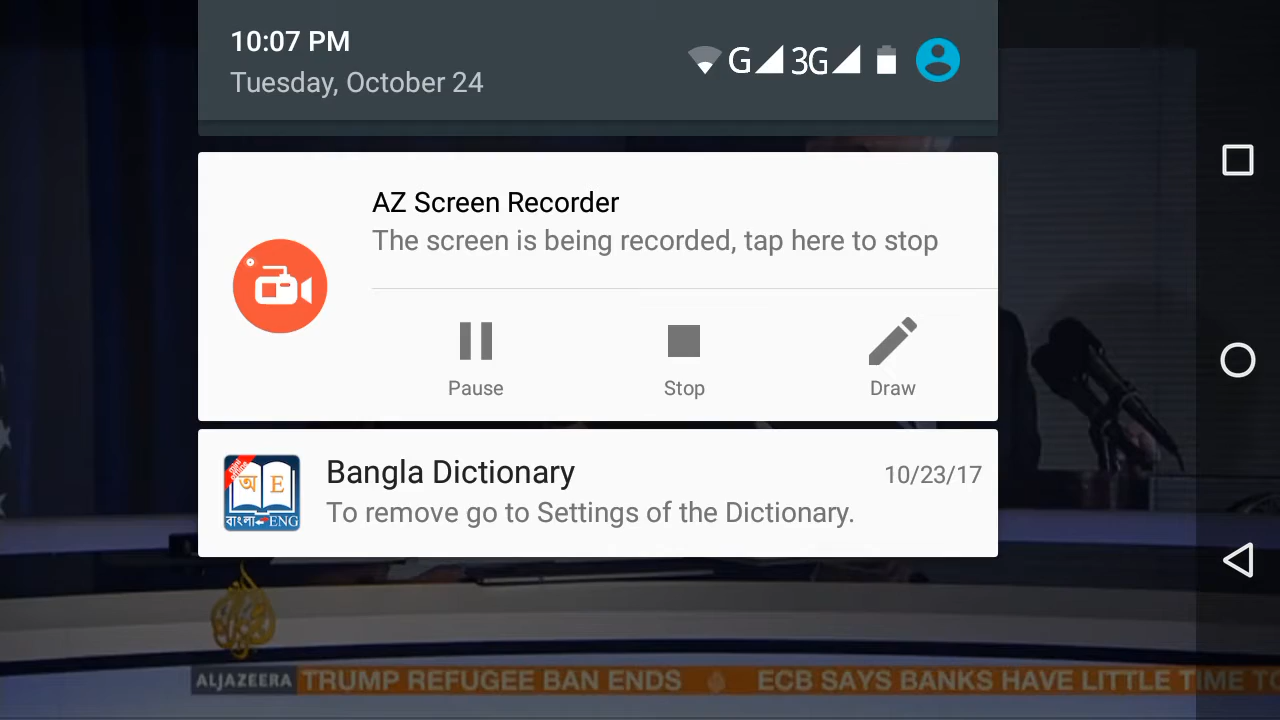 10:07 PM
G 3G
Tuesday, October 24
AZ Screen Recorder
The screen is being recorded, tap here to stop
Pause
Stop
Draw
Bangla Dictionary
10/23/17
To remove go to Settings of the Dictionary.
অ E
বাংলা ENG
ALJAZEERA TRUMP REFUGEE BAN ENDS ECB SAYS BANKS HAVE LITTLE TIME TO